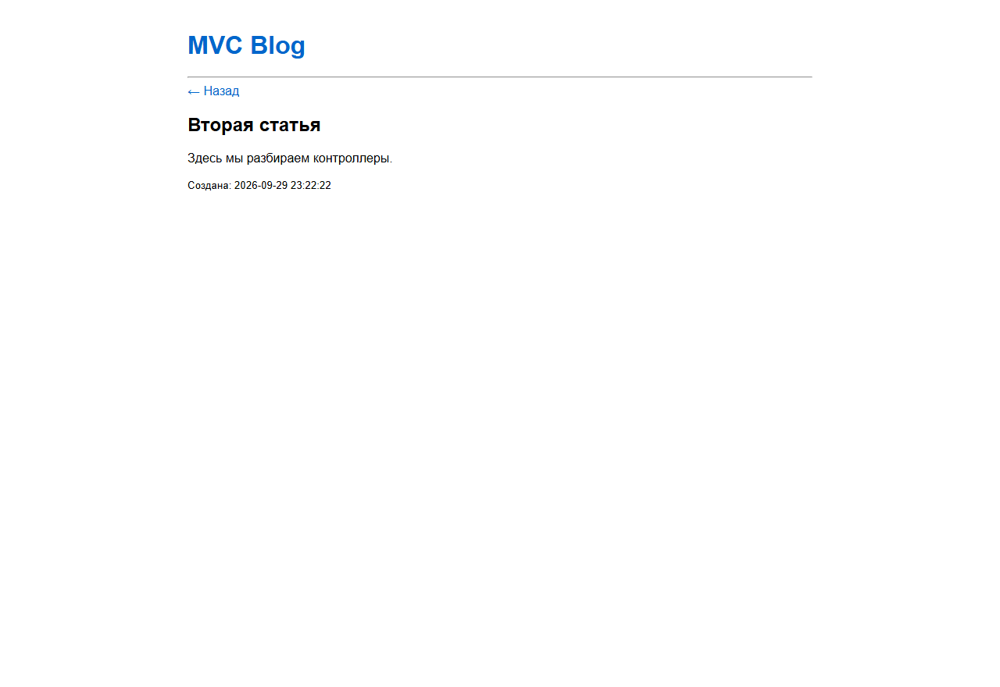 MVC Blog
← Назад
Вторая статья
Здесь мы разбираем контроллеры.
Создана: 2026-09-29 23:22:22